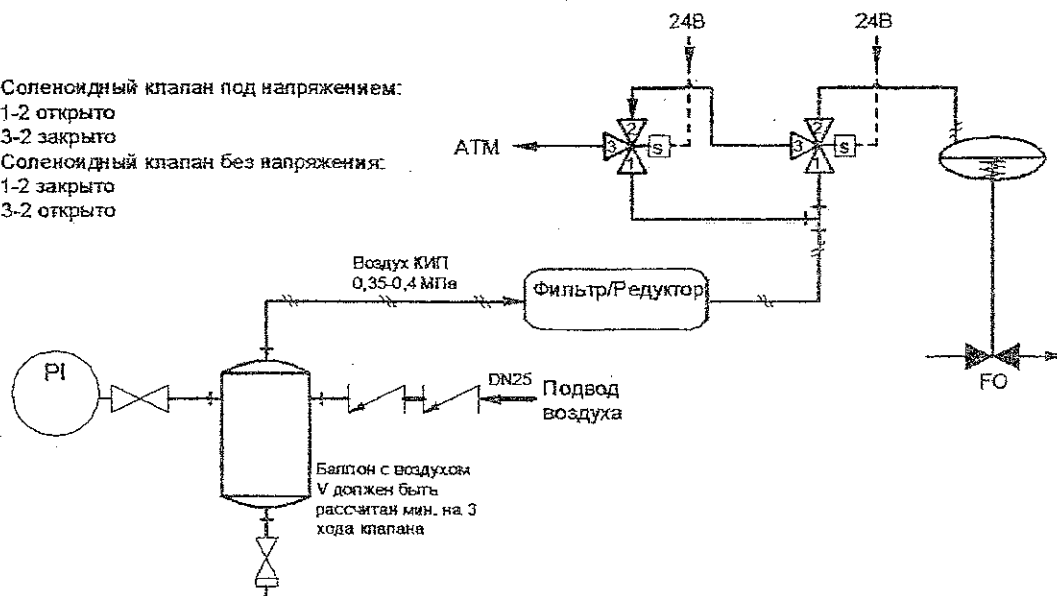 24В
24В
Соленоидный клапан под напряжением:
1-2 открыто
3-2 закрыто
Соленоидный клапан без напряжения:
1-2 закрыто
3-2 открыто
АТМ
2
3
1
s
2
3
1
s
Воздух КИП
0,35-0,4 МПа
Фильтр/Редуктор
FO
PI
DN25
Подвод
воздуха
Баллон с воздухом
V должен быть
рассчитан мин. на 3
хода клапана